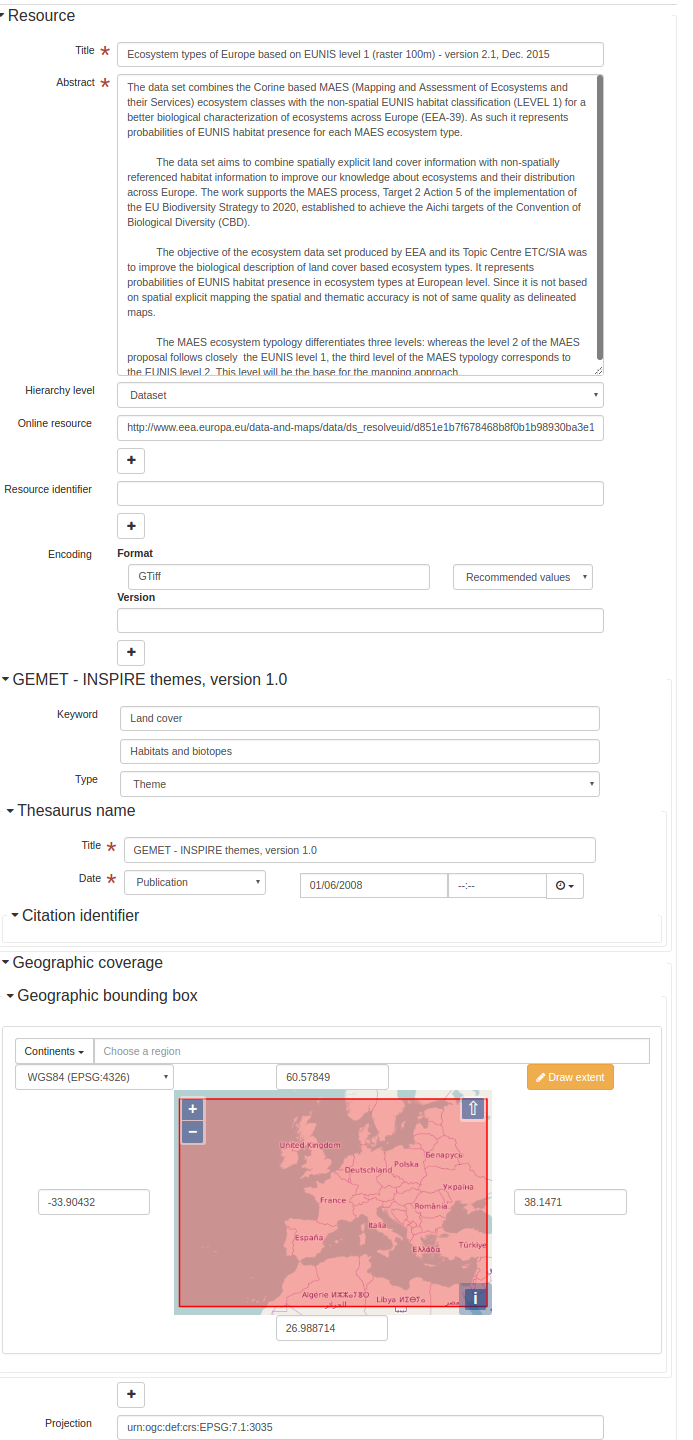 Resource
Title *
Ecosystem types of Europe based on EUNIS level 1 (raster 100m) - version 2.1, Dec. 2015
Abstract *
The data set combines the Corine based MAES (Mapping and Assessment of Ecosystems and
their Services) ecosystem classes with the non-spatial EUNIS habitat classification (LEVEL 1) for a
better biological characterization of ecosystems across Europe (EEA-39). As such it represents
probabilities of EUNIS habitat presence for each MAES ecosystem type.
The data set aims to combine spatially explicit land cover information with non-spatially
referenced habitat information to improve our knowledge about ecosystems and their distribution
across Europe. The work supports the MAES process, Target 2 Action 5 of the implementation of
the EU Biodiversity Strategy to 2020, established to achieve the Aichi targets of the Convention of
Biological Diversity (CBD).
The objective of the ecosystem data set produced by EEA and its Topic Centre ETC/SIA was
to improve the biological description of land cover based ecosystem types. It represents
probabilities of EUNIS habitat presence in ecosystem types at European level. Since it is not based
on spatial explicit mapping the spatial and thematic accuracy is not of same quality as delineated
maps.
The MAES ecosystem typology differentiates three levels: whereas the level 2 of the MAES
proposal follows closely the EUNIS level 1, the third level of the MAES typology corresponds to
the EUNIS level 2. This level will be the base for the mapping approach.
Hierarchy level
Dataset
Online resource
http://www.eea.europa.eu/data-and-maps/data/ds_resolveuid/d851e1b7f678468b8f0b1b98930ba3e1
+
Resource identifier
+
Encoding
Format
GTiff
Recommended values
Version
+
GEMET - INSPIRE themes, version 1.0
Keyword
Land cover
Habitats and biotopes
Type
Theme
Thesaurus name
Title *
GEMET - INSPIRE themes, version 1.0
Date *
Publication
01/06/2008
--:--
Citation identifier
Geographic coverage
Geographic bounding box
Continents
Choose a region
WGS84 (EPSG:4326)
60.57849
Draw extent
+
⇧
−
United Kingdom
Беларусь
Polska
Deutschland
Україна
-33.90432
France
România
38.1471
Italia
España
Ελλάδα
Türkiye
i
Algérie ⵍⵣⵣⴰⵢⴻⵔ الجزائر
Libya ⵍⵉⴱⵢⴰ ليبيا
مصر
26.988714
+
Projection
urn:ogc:def:crs:EPSG:7.1:3035